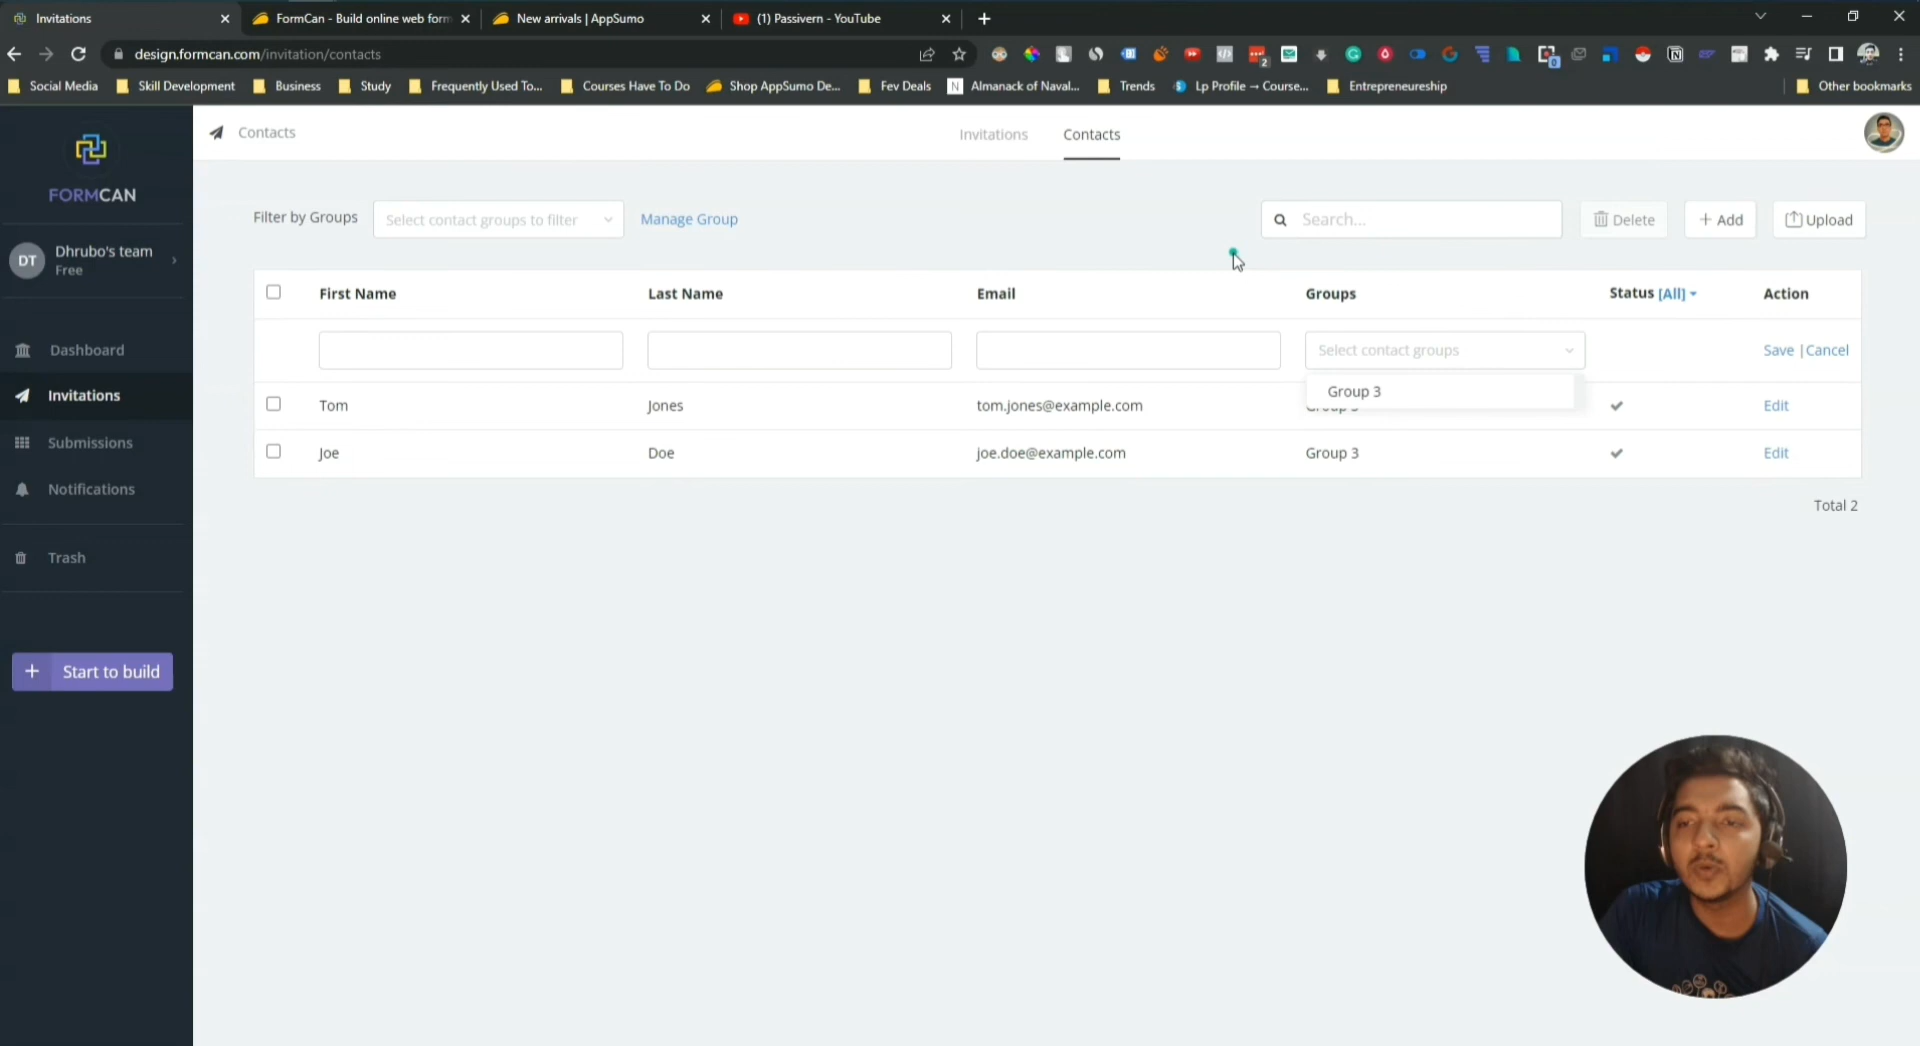 Invitations
FormCan - Build online web form
New arrivals | AppSumo
(1) Passivern - YouTube
design.formcan.com/invitation/contacts
Social Media
Skill Development
Business
Study
Frequently Used To...
Courses Have To Do
Shop AppSumo De...
Fev Deals
Almanack of Naval...
Trends
Lp Profile → Course...
Entrepreneureship
Other bookmarks
FORMCAN
DT
Dhrubo's team
Free
Dashboard
Invitations
Submissions
Notifications
Trash
+ Start to build
Contacts
Invitations
Contacts
Filter by Groups
Select contact groups to filter
Manage Group
Search...
Delete
+ Add
Upload
First Name
Last Name
Email
Groups
Status [All]
Action
Select contact groups
Save | Cancel
Group 3
Tom
Jones
tom.jones@example.com
Edit
Joe
Doe
joe.doe@example.com
Group 3
Edit
Total 2